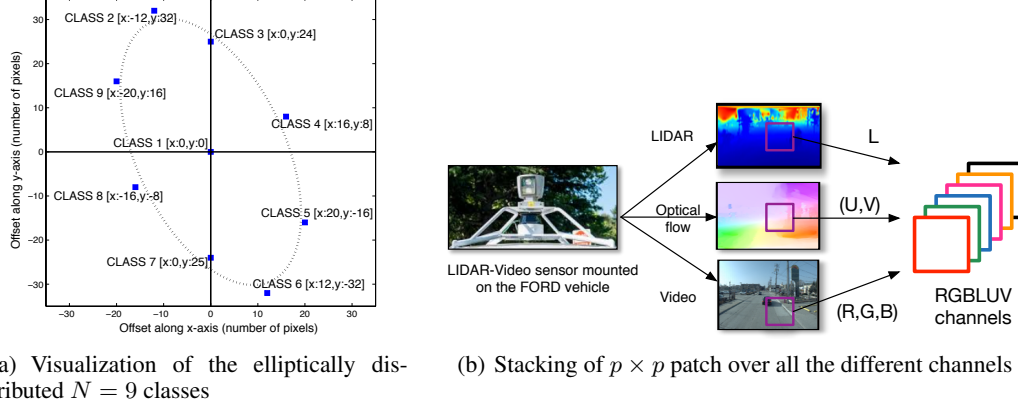 30
20
10
0
−10
−20
−30
−30
−20
−10
0
10
20
30
Offset along y-axis (number of pixels)
Offset along x-axis (number of pixels)
CLASS 2 [x:-12,y:32]
CLASS 3 [x:0,y:24]
CLASS 9 [x:-20,y:16]
CLASS 4 [x:16,y:8]
CLASS 1 [x:0,y:0]
CLASS 8 [x:-16,y:-8]
CLASS 5 [x:20,y:-16]
CLASS 7 [x:0,y:25]
CLASS 6 [x:12,y:-32]
a) Visualization of the elliptically dis-
ributed N = 9 classes
LIDAR-Video sensor mounted
on the FORD vehicle
LIDAR
Optical
flow
Video
L
(U,V)
(R,G,B)
RGBLUV
channels
(b) Stacking of p × p patch over all the different channels